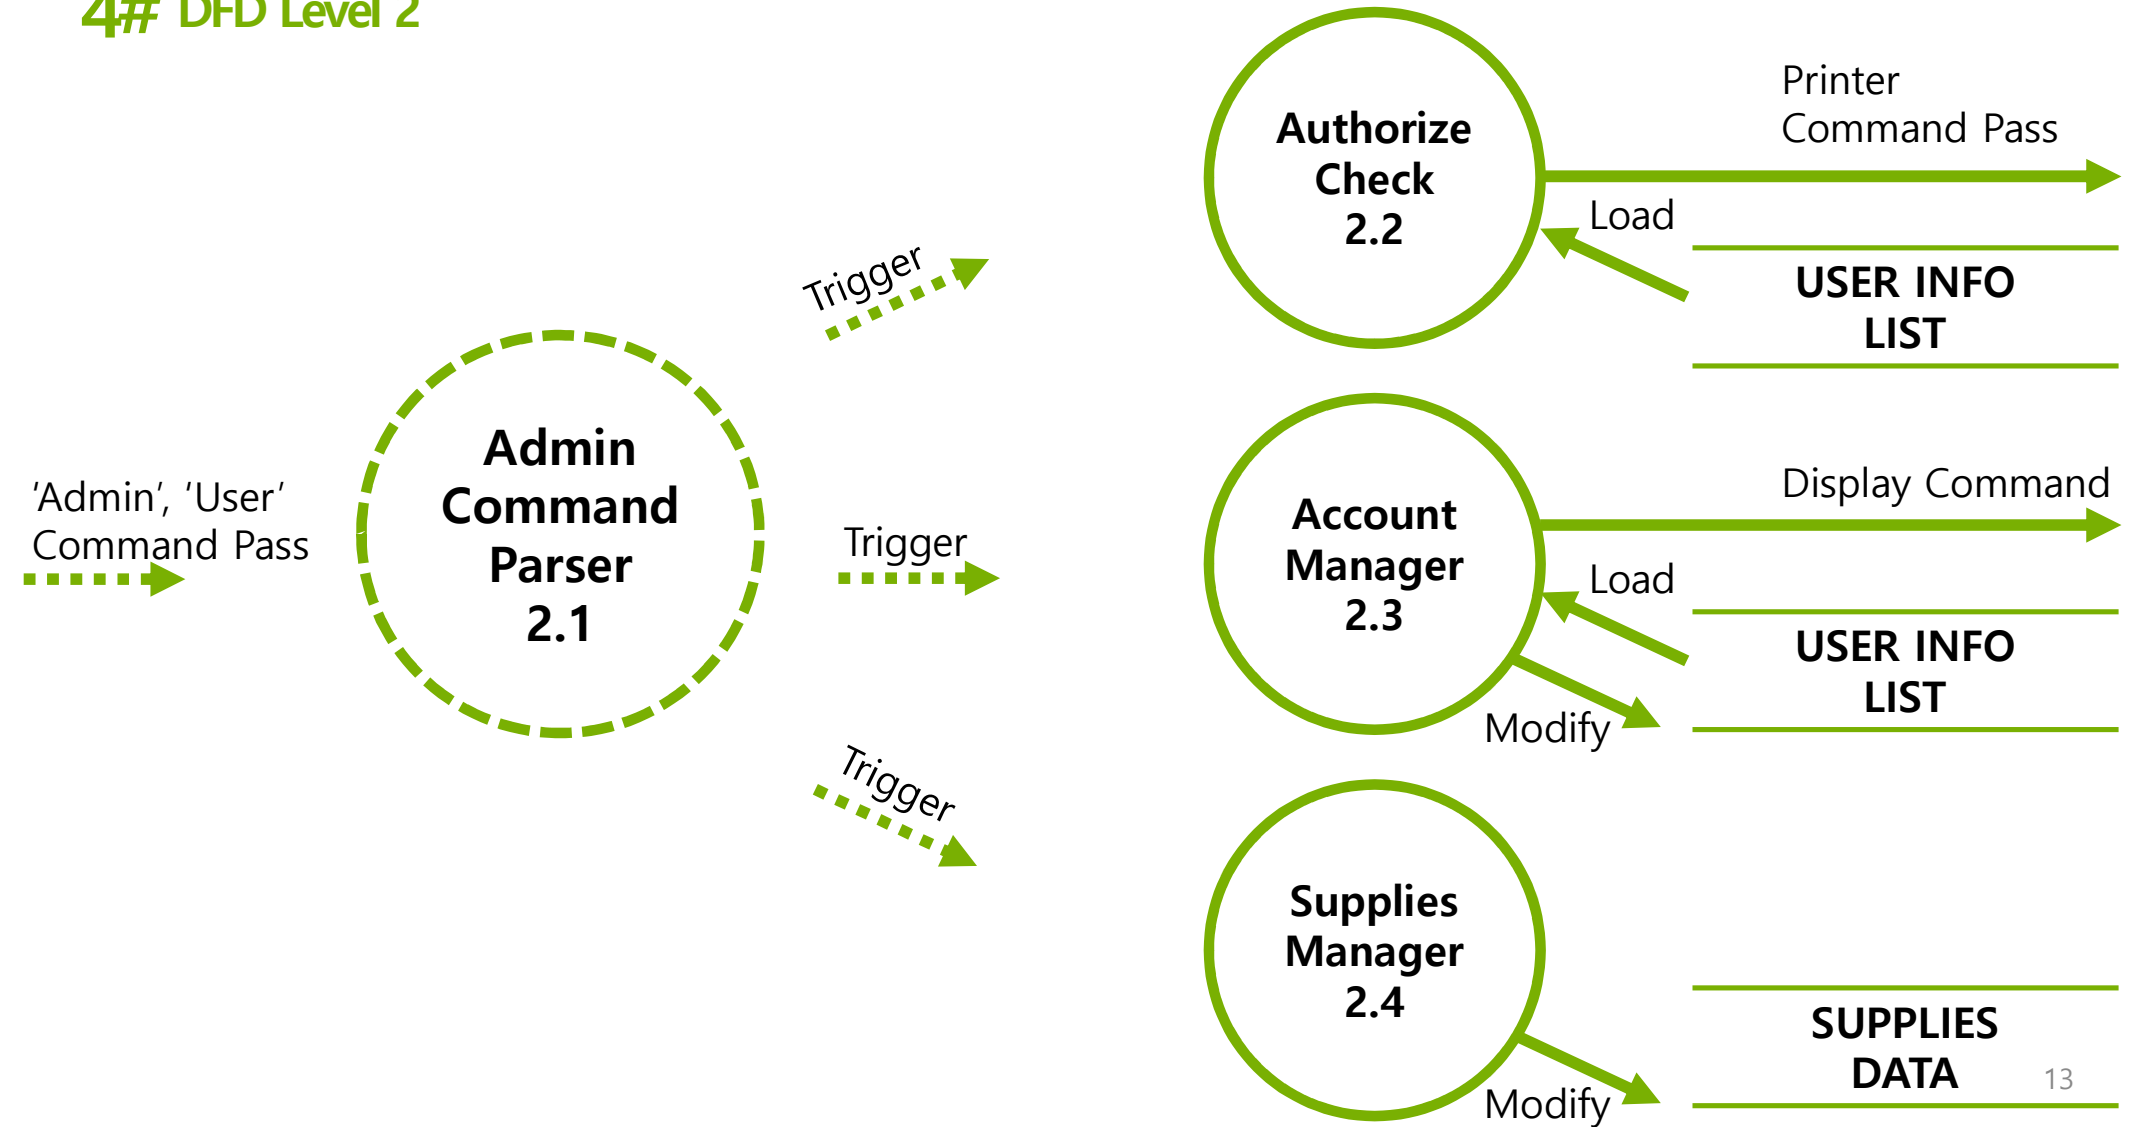 4# DFD Level 2
Authorize
Check
2.2
Printer
Command Pass
Load
USER INFO
LIST
Trigger
'Admin', 'User'
Command Pass
Admin
Command
Parser
2.1
Trigger
Account
Manager
2.3
Display Command
Load
USER INFO
LIST
Modify
Trigger
Supplies
Manager
2.4
SUPPLIES
DATA
Modify
13